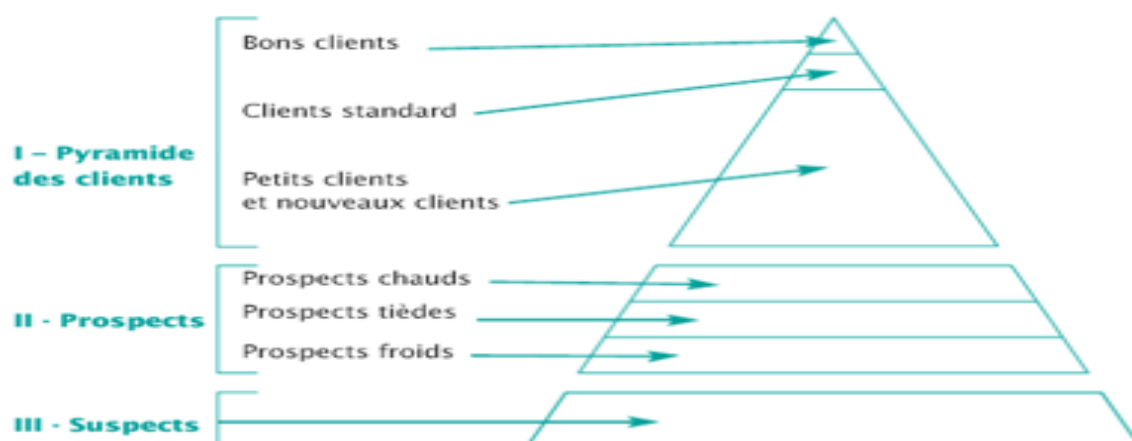 Bons clients
Clients standard
I – Pyramide
des clients
Petits clients
et nouveaux clients
Prospects chauds
II - Prospects
Prospects tièdes
Prospects froids
III - Suspects